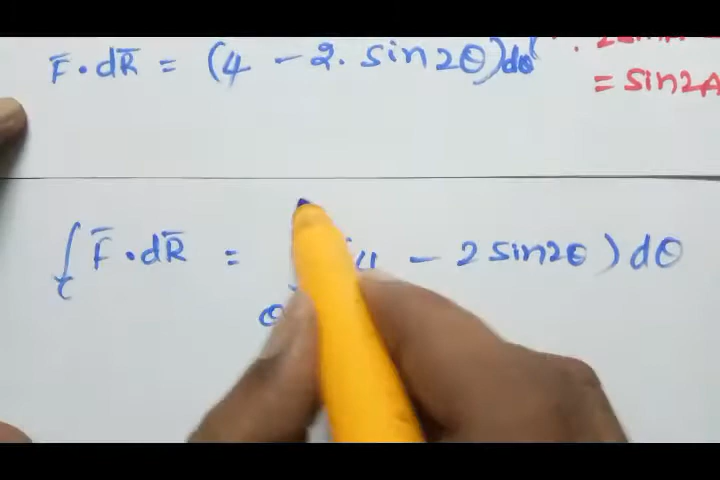 F̄ · dR̄ = (4 - 2. sin2θ)dθ
= sin2A
∫ F̄ · dR̄ = (4 - 2 sin2θ) dθ
c θ